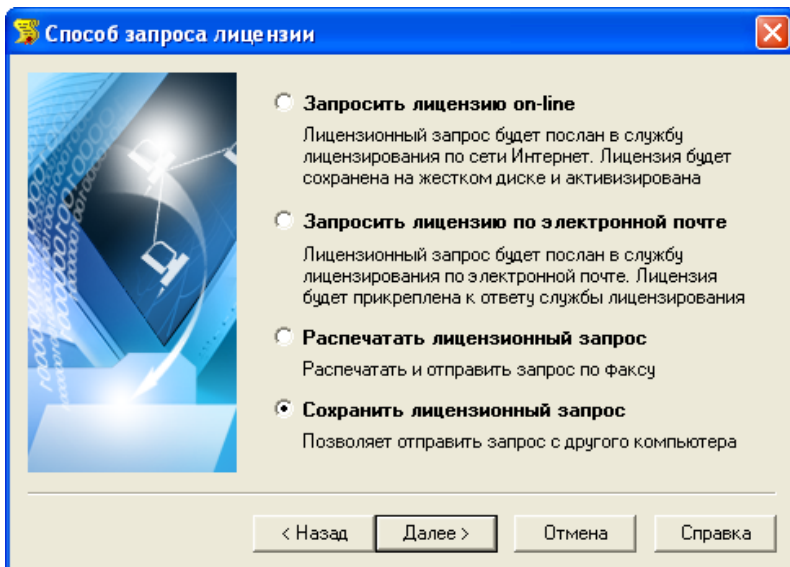 Способ запроса лицензии
Запросить лицензию on-line
Лицензионный запрос будет послан в службу
лицензирования по сети Интернет. Лицензия будет
сохранена на жестком диске и активизирована
Запросить лицензию по электронной почте
Лицензионный запрос будет послан в службу
лицензирования по электронной почте. Лицензия
будет прикреплена к ответу службы лицензирования
Распечатать лицензионный запрос
Распечатать и отправить запрос по факсу
Сохранить лицензионный запрос
Позволяет отправить запрос с другого компьютера
< Назад Далее > Отмена Справка